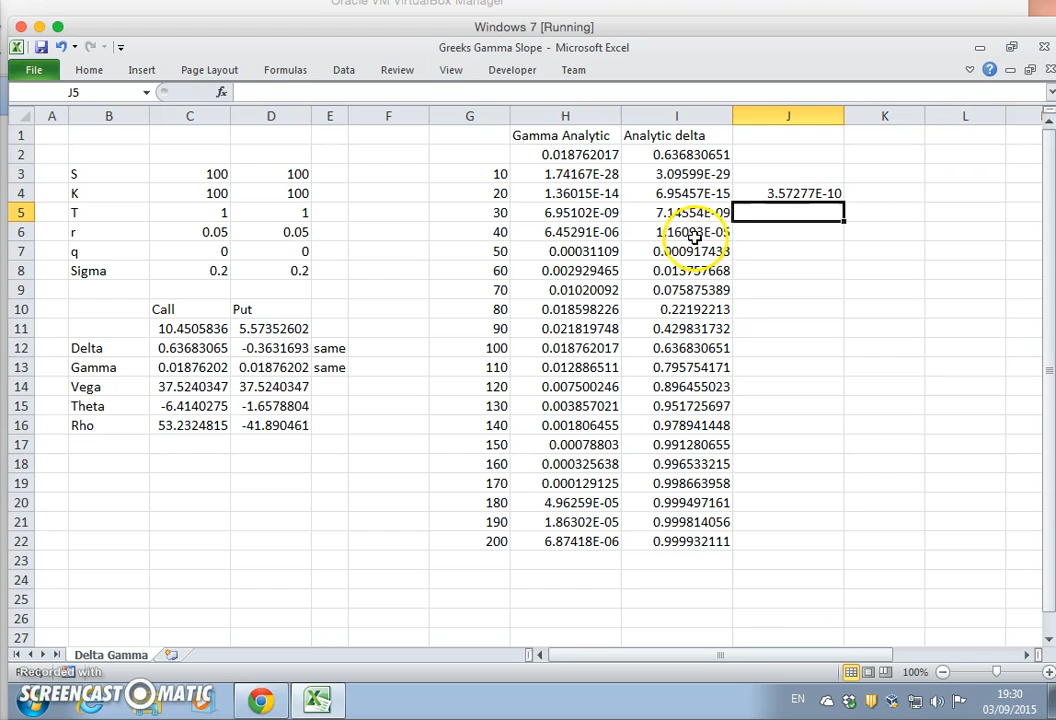 Oracle VM VirtualBox Manager
Windows 7 [Running]
Greeks Gamma Slope - Microsoft Excel
File Home Insert Page Layout Formulas Data Review View Developer Team
J5 fx
A B C D E F G H I J K L
1 Gamma Analytic Analytic delta
2 0.018762017 0.636830651
3 S 100 100 10 1.74167E-28 3.09599E-29
4 K 100 100 20 1.36015E-14 6.95457E-15 3.57277E-10
5 T 1 1 30 6.95102E-09 7.14554E-09
6 r 0.05 0.05 40 6.45291E-06 1.16093E-05
7 q 0 0 50 0.00031109 0.000917433
8 Sigma 0.2 0.2 60 0.002929465 0.013757668
9 70 0.01020092 0.075875389
10 Call Put 80 0.018598226 0.22192213
11 10.4505836 5.57352602 90 0.021819748 0.429831732
12 Delta 0.63683065 -0.3631693 same 100 0.018762017 0.636830651
13 Gamma 0.01876202 0.01876202 same 110 0.012886511 0.795754171
14 Vega 37.5240347 37.5240347 120 0.007500246 0.896455023
15 Theta -6.4140275 -1.6578804 130 0.003857021 0.951725697
16 Rho 53.2324815 -41.890461 140 0.001806455 0.978941448
17 150 0.00078803 0.991280655
18 160 0.000325638 0.996533215
19 170 0.000129125 0.998663958
20 180 4.96259E-05 0.999497161
21 190 1.86302E-05 0.999814056
22 200 6.87418E-06 0.999932111
23
24
25
26
27
Delta Gamma
Recorded with 100%
SCREENCAST-O-MATIC
EN 19:30
03/09/2015